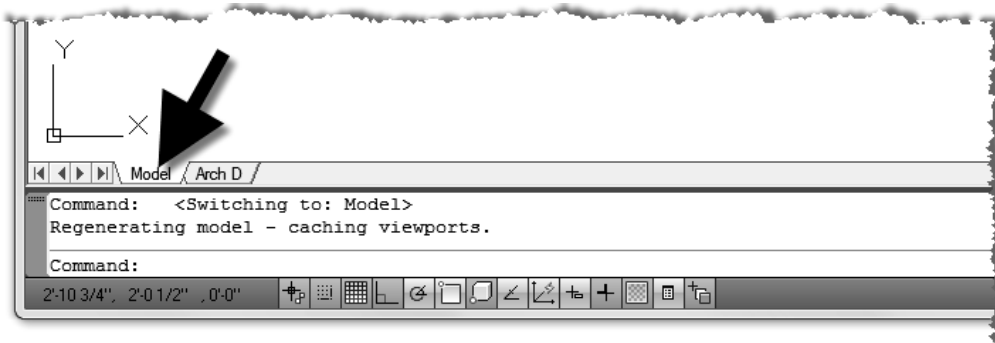 Y
X
Model Arch D
Command:   <Switching to: Model>
Regenerating model - caching viewports.
Command:
2'-10 3/4", 2'-0 1/2" , 0'-0"